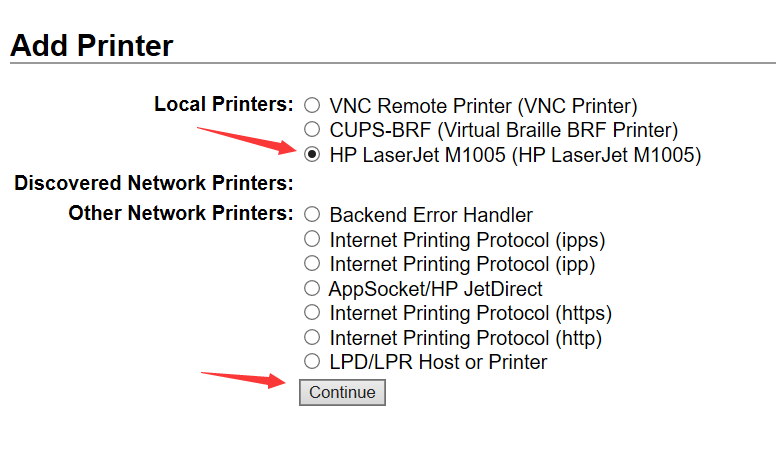 Add Printer
Local Printers: VNC Remote Printer (VNC Printer)
CUPS-BRF (Virtual Braille BRF Printer)
HP LaserJet M1005 (HP LaserJet M1005)
Discovered Network Printers:
Other Network Printers: Backend Error Handler
Internet Printing Protocol (ipps)
Internet Printing Protocol (ipp)
AppSocket/HP JetDirect
Internet Printing Protocol (https)
Internet Printing Protocol (http)
LPD/LPR Host or Printer
Continue